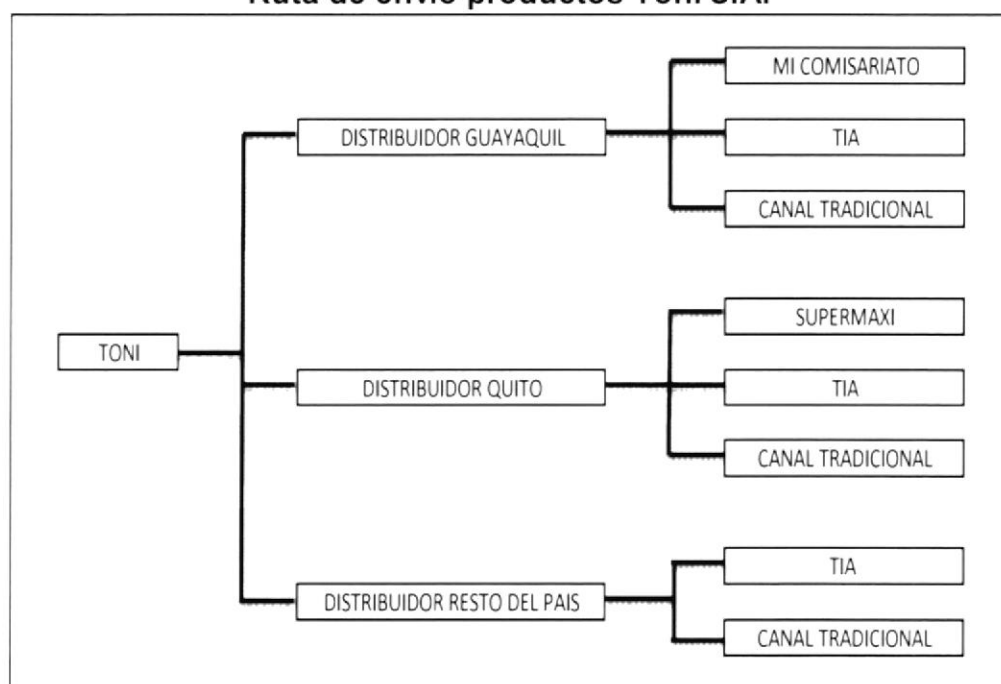 MI COMISARIATO
DISTRIBUIDOR GUAYAQUIL
TIA
CANAL TRADICIONAL
TONI
SUPERMAXI
DISTRIBUIDOR QUITO
TIA
CANAL TRADICIONAL
TIA
DISTRIBUIDOR RESTO DEL PAIS
CANAL TRADICIONAL